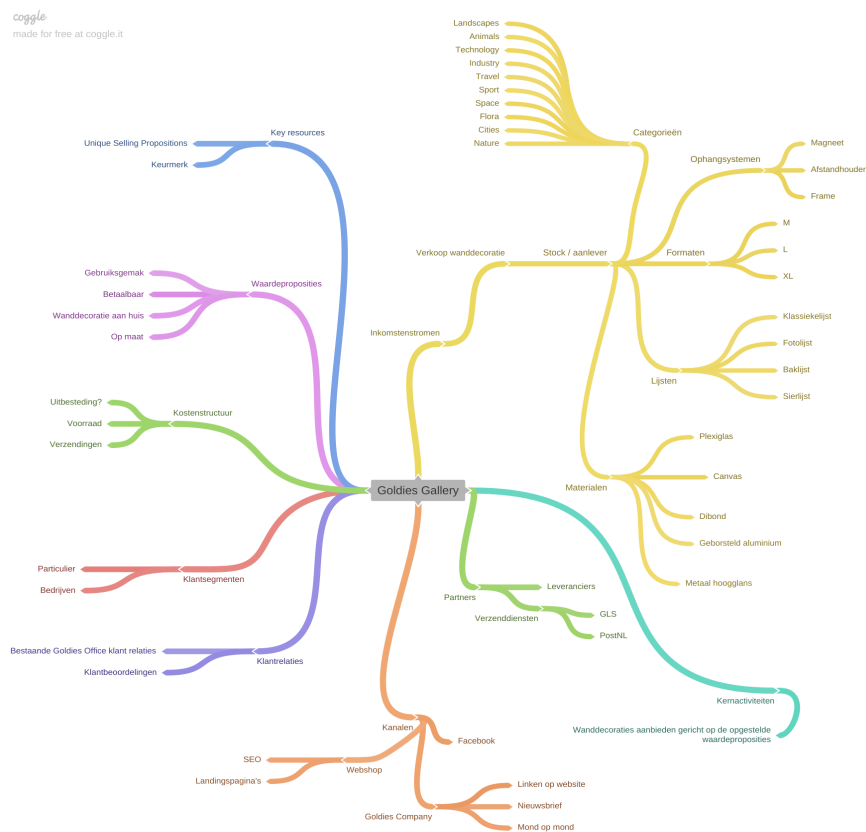 coggle
made for free at coggle.it
Landscapes
Animals
Technology
Industry
Travel
Sport
Space
Flora
Cities
Nature
Categorieën
Ophangsystemen
Magneet
Afstandhouder
Frame
Key resources
Unique Selling Propositions
Keurmerk
Verkoop wanddecoratie
Stock / aanlever
Formaten
M
L
XL
Waardeproposities
Gebruiksgemak
Betaalbaar
Wanddecoratie aan huis
Op maat
Inkomstenstromen
Lijsten
Klassiekelijst
Fotolijst
Baklijst
Sierlijst
Kostenstructuur
Uitbesteding?
Voorraad
Verzendingen
Materialen
Plexiglas
Canvas
Dibond
Geborsteld aluminium
Metaal hoogglans
Goldies Gallery
Klantsegmenten
Particulier
Bedrijven
Partners
Leveranciers
Verzenddiensten
GLS
PostNL
Klantrelaties
Bestaande Goldies Office klant relaties
Klantbeoordelingen
Kernactiviteiten
Wanddecoraties aanbieden gericht op de opgestelde
waardeproposities
Kanalen
Facebook
Webshop
SEO
Landingspagina's
Goldies Company
Linken op website
Nieuwsbrief
Mond op mond